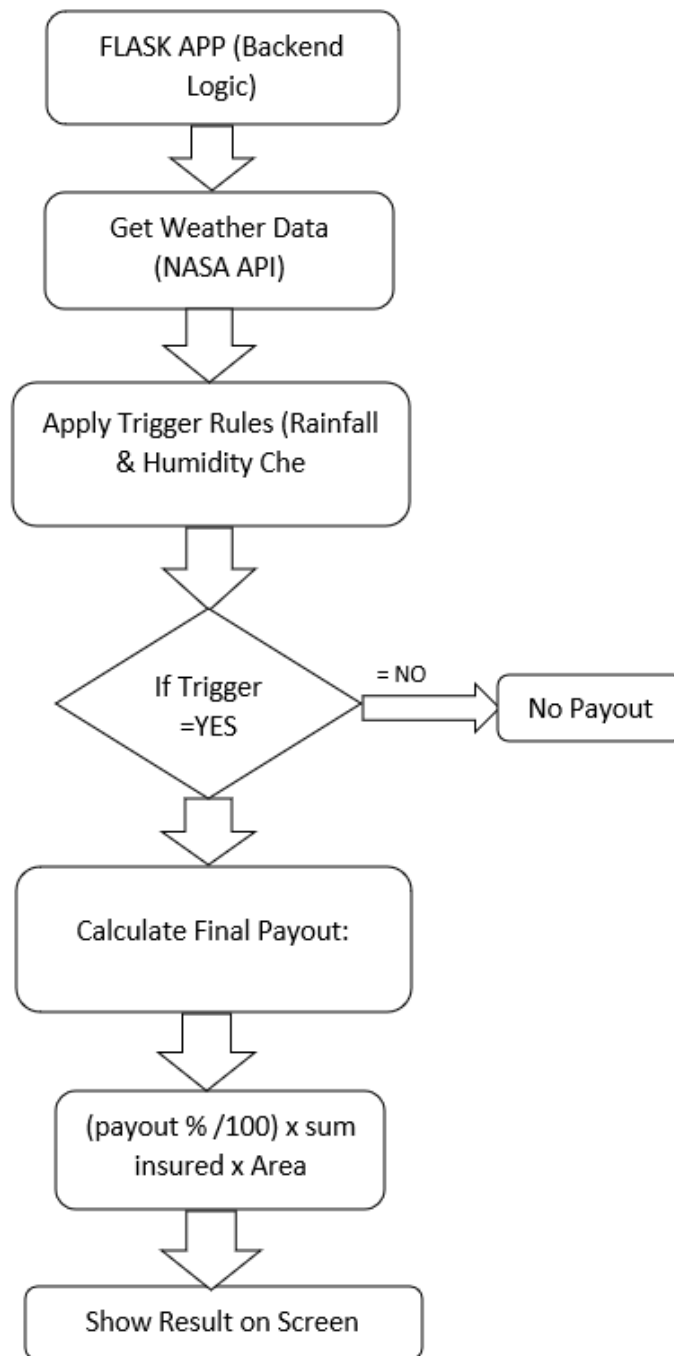 FLASK APP (Backend
Logic)
Get Weather Data
(NASA API)
Apply Trigger Rules (Rainfall
& Humidity Che
If Trigger
=YES
= NO
No Payout
Calculate Final Payout:
(payout % /100) x sum
insured x Area
Show Result on Screen